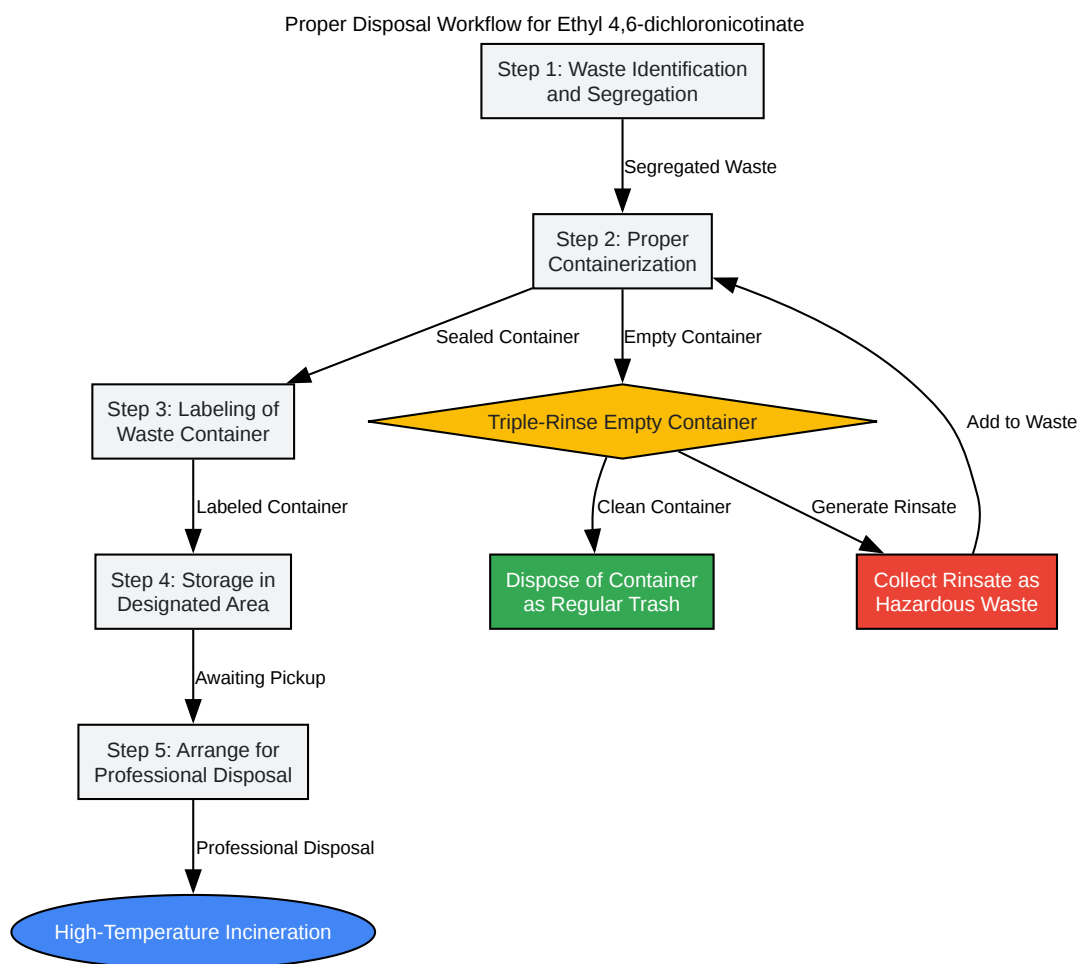 Proper Disposal Workflow for Ethyl 4,6-dichloronicotinate
Step 1: Waste Identification
and Segregation
Segregated Waste
Step 2: Proper
Containerization
Sealed Container
Empty Container
Step 3: Labeling of
Waste Container
Triple-Rinse Empty Container
Add to Waste
Labeled Container
Clean Container
Generate Rinsate
Step 4: Storage in
Designated Area
Dispose of Container
as Regular Trash
Collect Rinsate as
Hazardous Waste
Awaiting Pickup
Step 5: Arrange for
Professional Disposal
Professional Disposal
High-Temperature Incineration